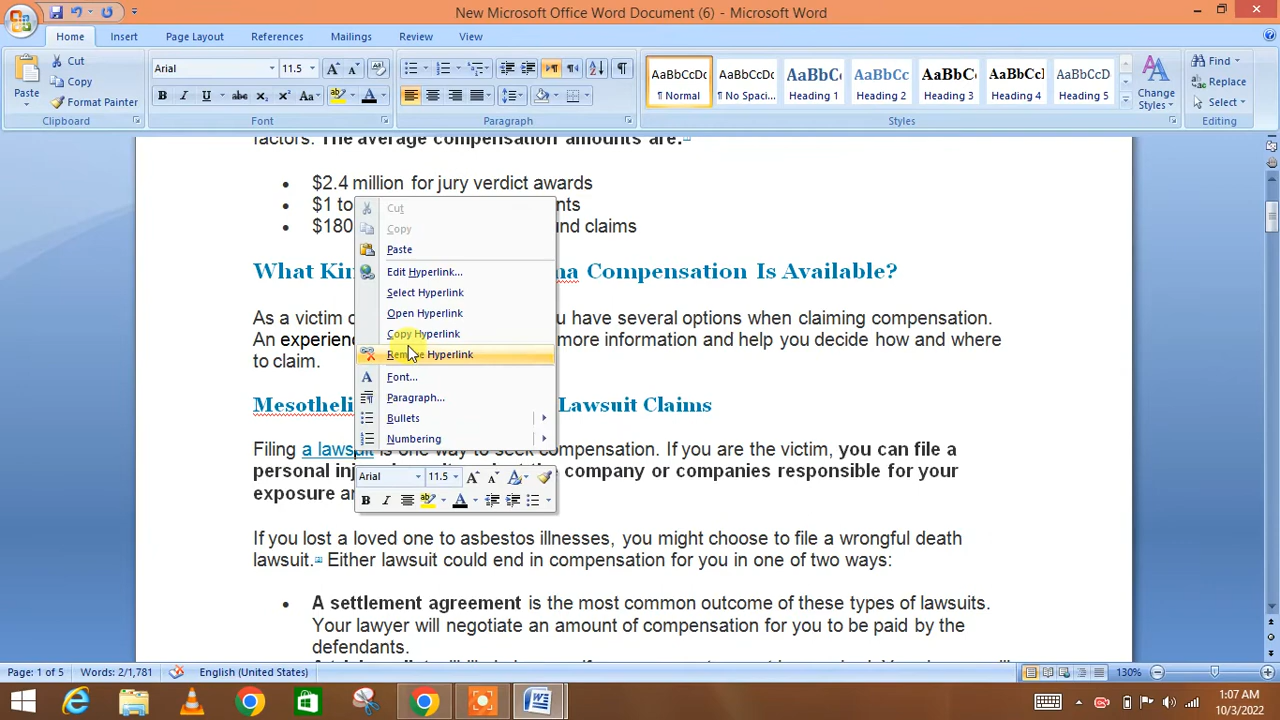 New Microsoft Office Word Document (6) - Microsoft Word
Home Insert Page Layout References Mailings Review View
Paste
Cut
Copy
Format Painter
Clipboard
Arial 11.5
Font
Paragraph
AaBbCcDc AaBbCcDc AaBbC AaBbCc AaBbCc AaBbCcI AaBbCcD
¶ Normal ¶ No Spaci... Heading 1 Heading 2 Heading 3 Heading 4 Heading 5
Change
Styles
Styles
Find
Replace
Select
Editing
factors. The average compensation amounts are:
$2.4 million for jury verdict awards
$1 to nts
$180 und claims
What Kin ma Compensation Is Available?
As a victim u have several options when claiming compensation.
An experien more information and help you decide how and where
to claim.
Mesotheli Lawsuit Claims
Filing a lawsuit is one way to seek compensation. If you are the victim, you can file a
personal inj the company or companies responsible for your
exposure
If you lost a loved one to asbestos illnesses, you might choose to file a wrongful death
lawsuit. Either lawsuit could end in compensation for you in one of two ways:
A settlement agreement is the most common outcome of these types of lawsuits.
Your lawyer will negotiate an amount of compensation for you to be paid by the
defendants.
Cut
Copy
Paste
Edit Hyperlink...
Select Hyperlink
Open Hyperlink
Copy Hyperlink
Remove Hyperlink
Font...
Paragraph...
Bullets
Numbering
Arial 11.5
Page: 1 of 5 Words: 2/1,781 English (United States) 130%
1:07 AM
10/3/2022